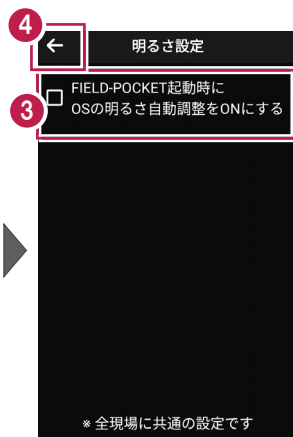 4
← 明るさ設定
3
FIELD-POCKET起動時に
OSの明るさ自動調整をONにする
※全現場に共通の設定です